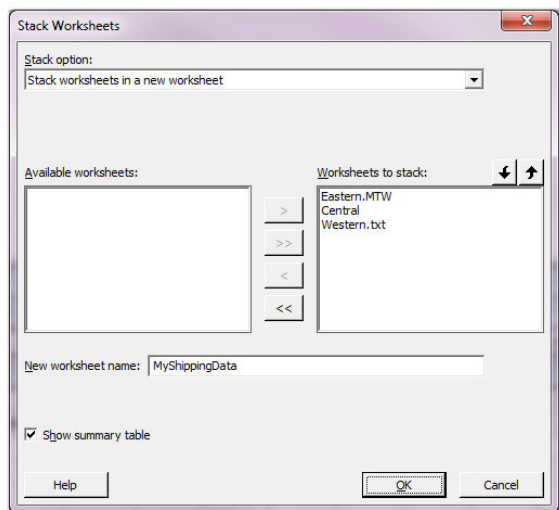 Stack Worksheets
Stack option:
Stack worksheets in a new worksheet
Available worksheets:
Worksheets to stack:
Eastern.MTW
Central
Western.txt
>
>>
<
<<
New worksheet name: MyShippingData
Show summary table
Help OK Cancel